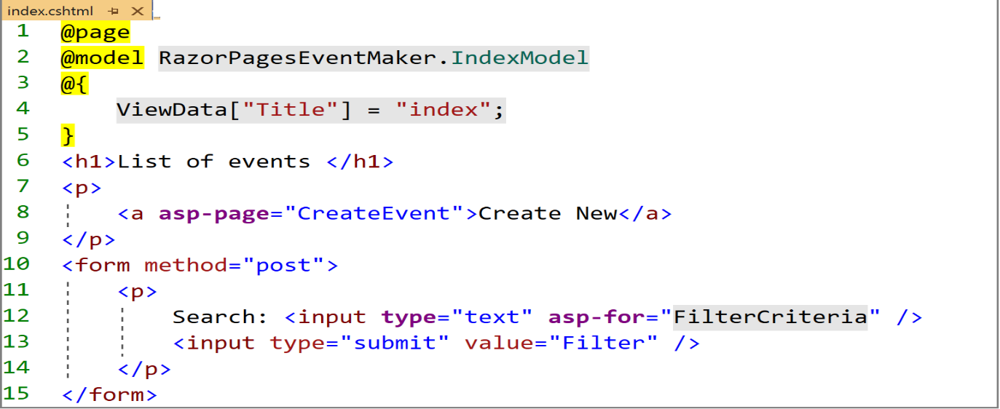 index.cshtml
1 @page
2 @model RazorPagesEventMaker.IndexModel
3 @{
4 ViewData["Title"] = "index";
5 }
6 <h1>List of events </h1>
7 <p>
8 <a asp-page="CreateEvent">Create New</a>
9 </p>
10 <form method="post">
11 <p>
12 Search: <input type="text" asp-for="FilterCriteria" />
13 <input type="submit" value="Filter" />
14 </p>
15 </form>